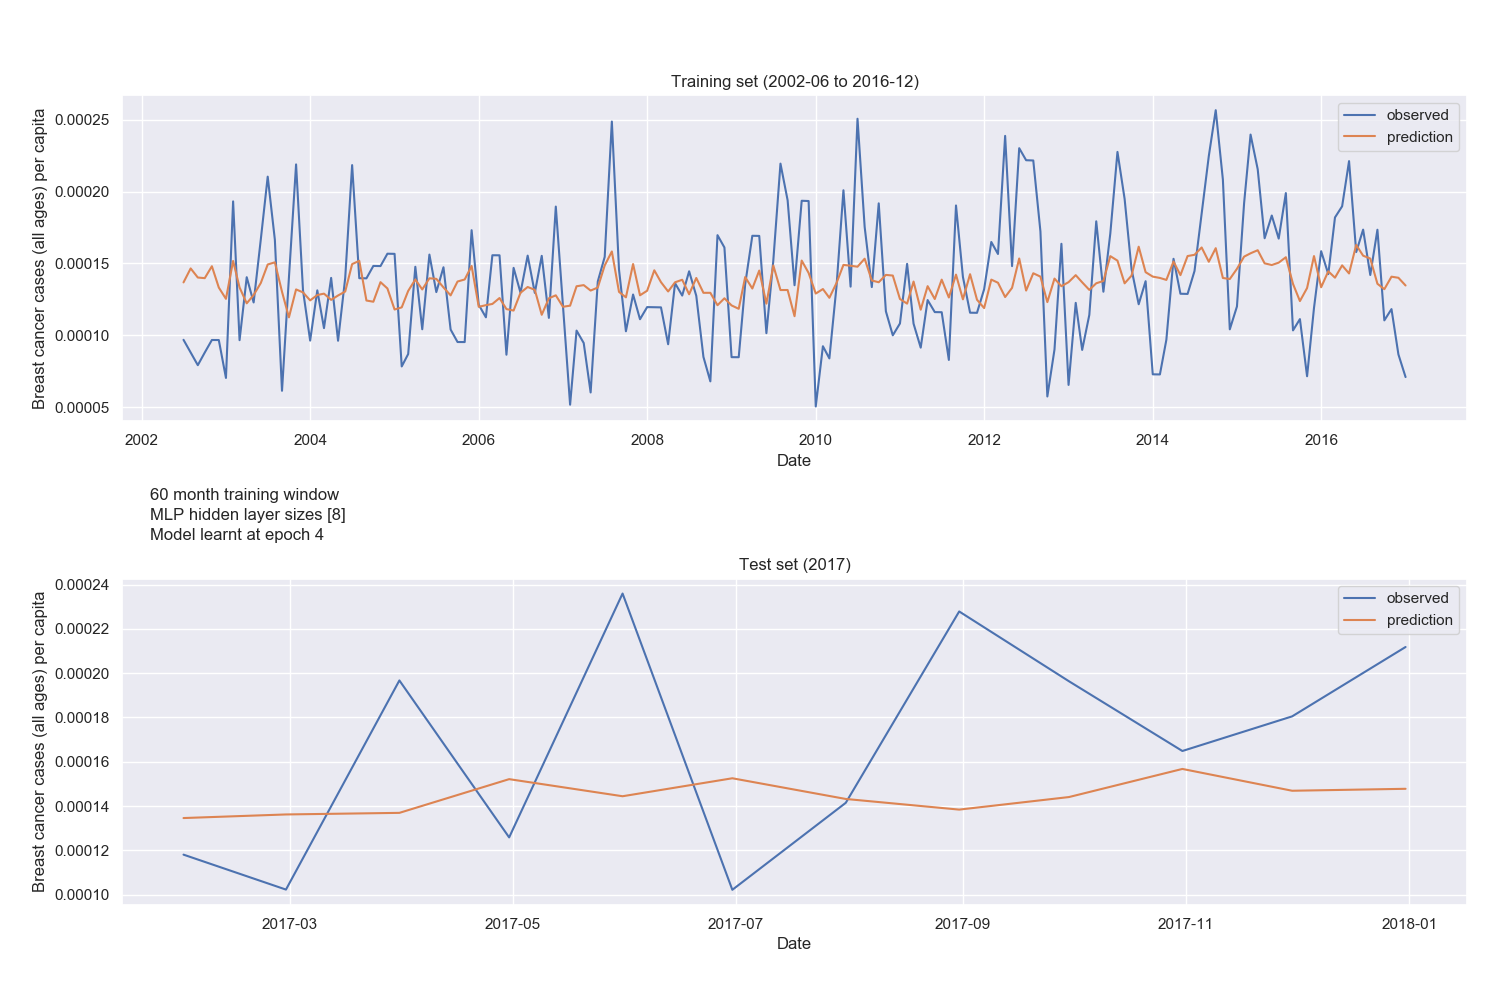 Training set (2002-06 to 2016-12)
Breast cancer cases (all ages) per capita
0.00025
0.00020
0.00015
0.00010
0.00005
observed
prediction
2002 2004 2006 2008 2010 2012 2014 2016
Date
60 month training window
MLP hidden layer sizes [8]
Model learnt at epoch 4
Test set (2017)
Breast cancer cases (all ages) per capita
0.00024
0.00022
0.00020
0.00018
0.00016
0.00014
0.00012
0.00010
observed
prediction
2017-03 2017-05 2017-07 2017-09 2017-11 2018-01
Date